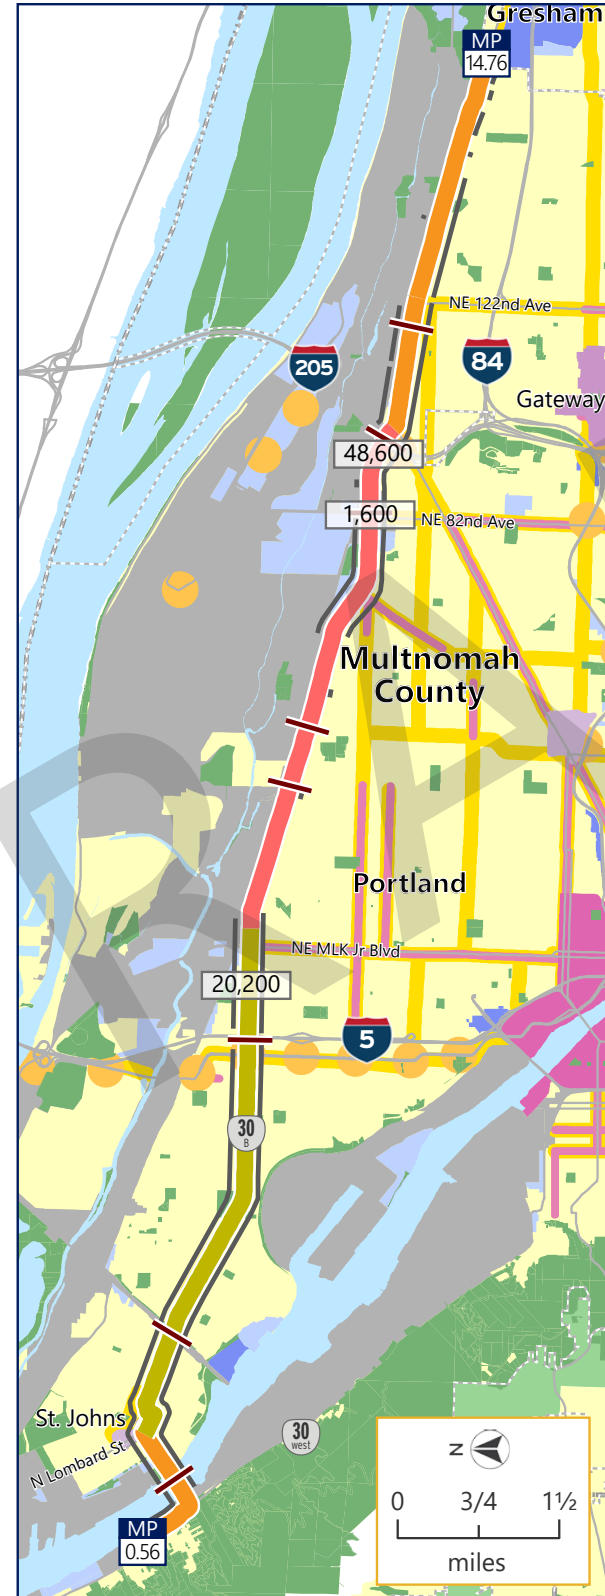 Gresham
MP
14.76
NE 122nd Ave
205
84
Gateway
48,600
1,600
NE 82nd Ave
Multnomah
County
Portland
NE MLK Jr Blvd
20,200
5
30
B
St. Johns
N Lombard St
30
west
MP
0.56
N
0 3/4 1½
miles